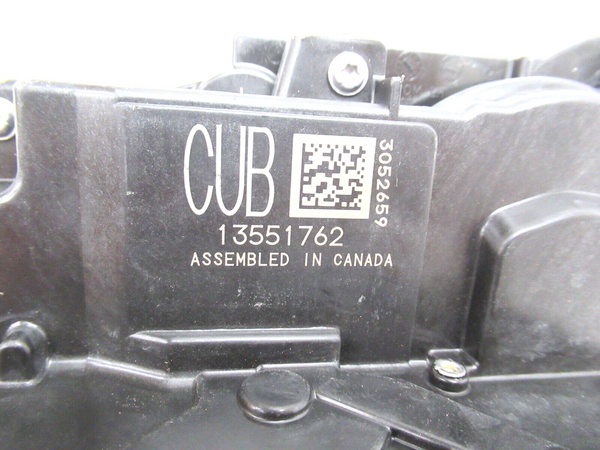 CUB
3052659
13551762
ASSEMBLED IN CANADA